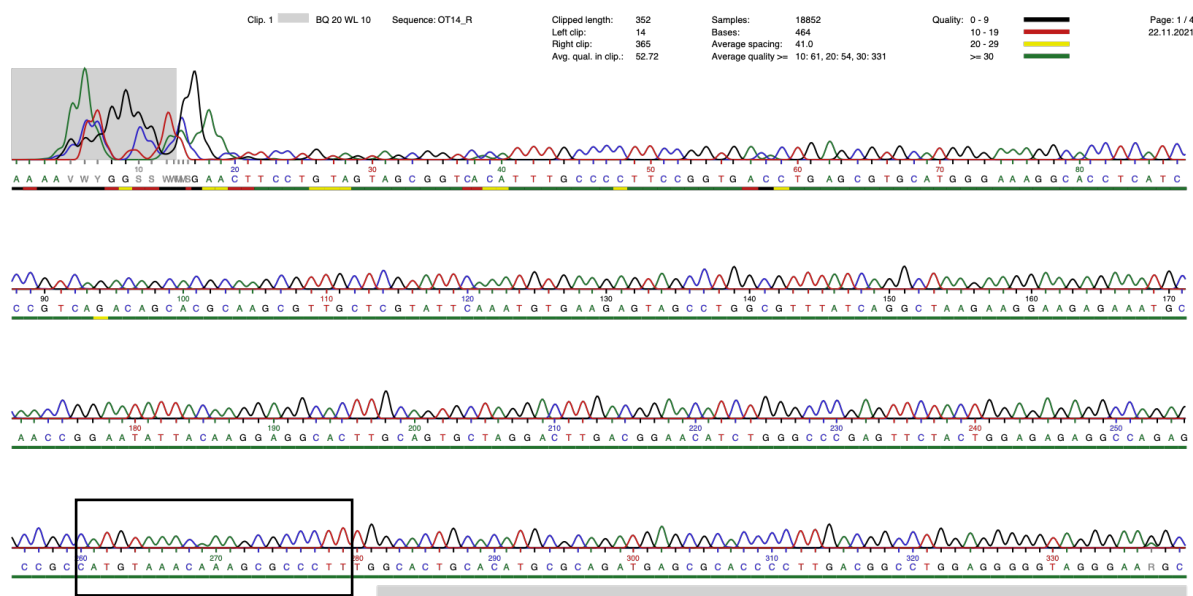 Clip. 1 BQ 20 WL 10 Sequence: OT14_R Clipped length: 352 Samples: 18852 Quality: 0 - 9 Page: 1 / 4
Left clip: 14 Bases: 464 10 - 19 22.11.2021
Right clip: 365 Average spacing: 41.0 20 - 29
Avg. qual. in clip.: 52.72 Average quality >= 10: 61, 20: 54, 30: 331 >= 30
10 20 30 40 50 60 70 80
A A A A V W Y G G S S W W M S G A A C T T C C T G T A G T A G C G G T C A C A T T T G C C C C T T C C G G T G A C C T G A G C G T G C A T G G G A A A G G C A C C T C A T C
90 100 110 120 130 140 150 160 170
C C G T C A G A C A G C A C G C A A G C G T T G C T C G T A T T C A A A T G T G A A G A G T A G C C T G G C G T T T A T C A G G C T A A G A A G G A A G A G A A A T G C
180 190 200 210 220 230 240 250
A A C C G G A A T A T T A C A A G G A G G C A C T T G C A G T G C T A G G A C T T G A C G G A A C A T C T G G G C C C G A G T T C T A C T G G A G A G A G G C C A G A G
260 270 280 290 300 310 320 330
C C G C C A T G T A A A C A A A G C G C C C T T T G G C A C T G C A C A T G C G C A G A T G A G C G C A C C C C T T G A C G G C C T G G A G G G G G T A G G G A A R G C